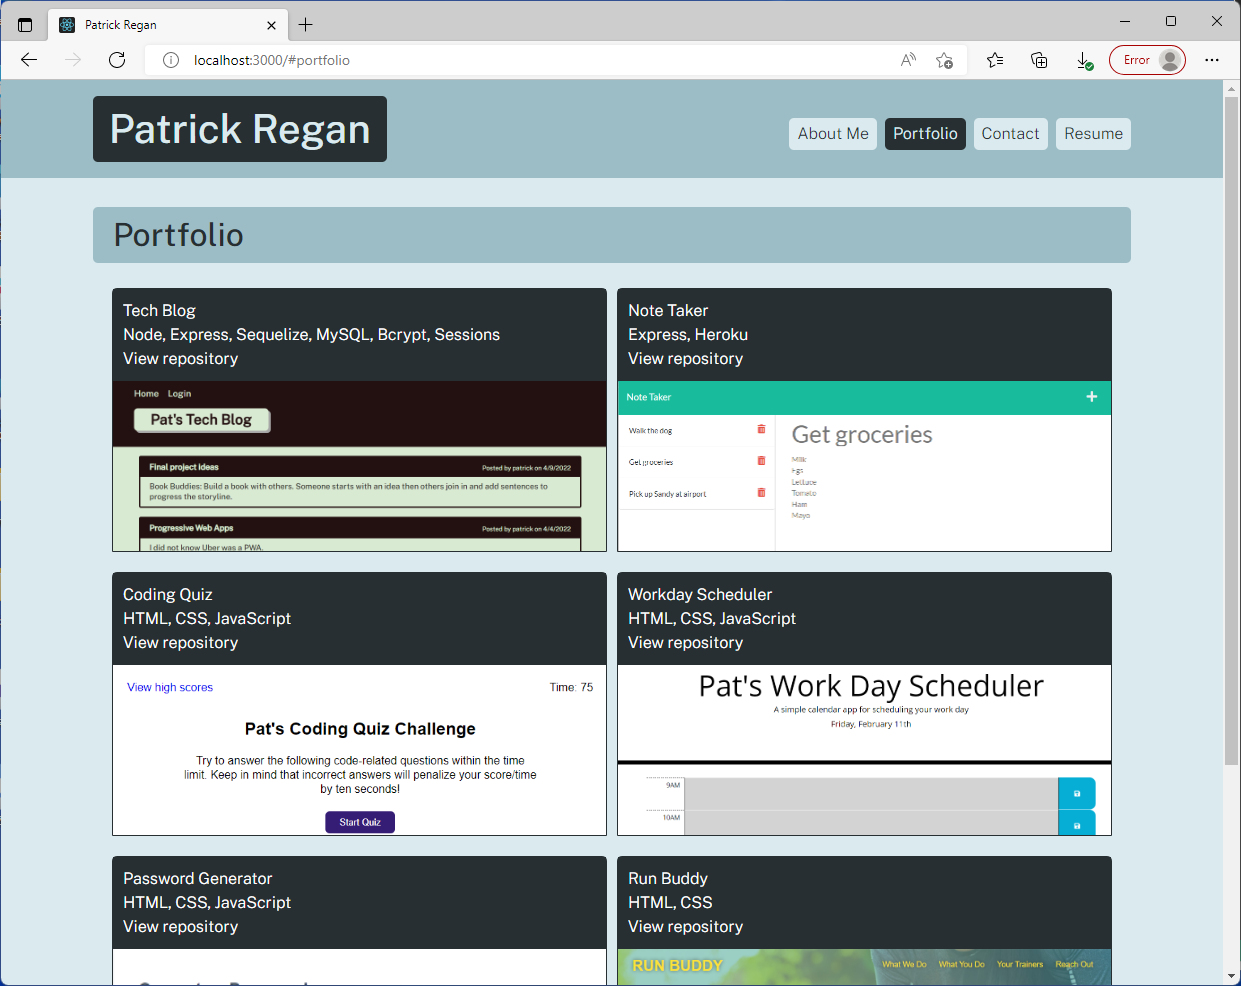 Patrick Regan
localhost:3000/#portfolio
Error
Patrick Regan
About Me Portfolio Contact Resume
Portfolio
Tech Blog
Node, Express, Sequelize, MySQL, Bcrypt, Sessions
View repository
Home Login
Pat's Tech Blog
Final project ideas Posted by patrick on 4/9/2022
Book Buddies: Build a book with others. Someone starts with an idea then others join in and add sentences to
progress the storyline.
Progressive Web Apps Posted by patrick on 4/4/2022
I did not know Uber was a PWA.
Note Taker
Express, Heroku
View repository
Note Taker
Walk the dog
Get groceries
Pick up Sandy at airport
Get groceries
Milk
Egs
Lettuce
Tomato
Ham
Mayo
Coding Quiz
HTML, CSS, JavaScript
View repository
View high scores Time: 75
Pat's Coding Quiz Challenge
Try to answer the following code-related questions within the time
limit. Keep in mind that incorrect answers will penalize your score/time
by ten seconds!
Start Quiz
Workday Scheduler
HTML, CSS, JavaScript
View repository
Pat's Work Day Scheduler
A simple calendar app for scheduling your work day
Friday, February 11th
9AM
10AM
Password Generator
HTML, CSS, JavaScript
View repository
Run Buddy
HTML, CSS
View repository
RUN BUDDY
What We Do What You Do Your Trainers Reach Out